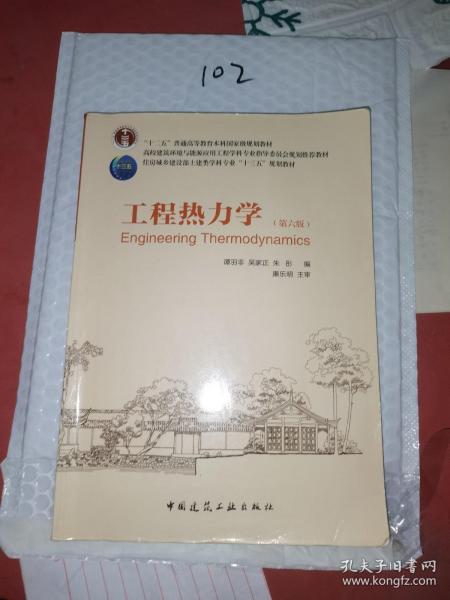 102
"十二五"普通高等教育本科国家级规划教材
高校建筑环境与能源应用工程学科专业指导委员会规划推荐教材
住房城乡建设部土建类学科专业"十三五"规划教材
十三五
工程热力学(第六版)
Engineering Thermodynamics
谭羽非 吴家正 朱彤 编
廉乐明 主审
中国建筑工业出版社
孔夫子旧书网
www.kongfz.com